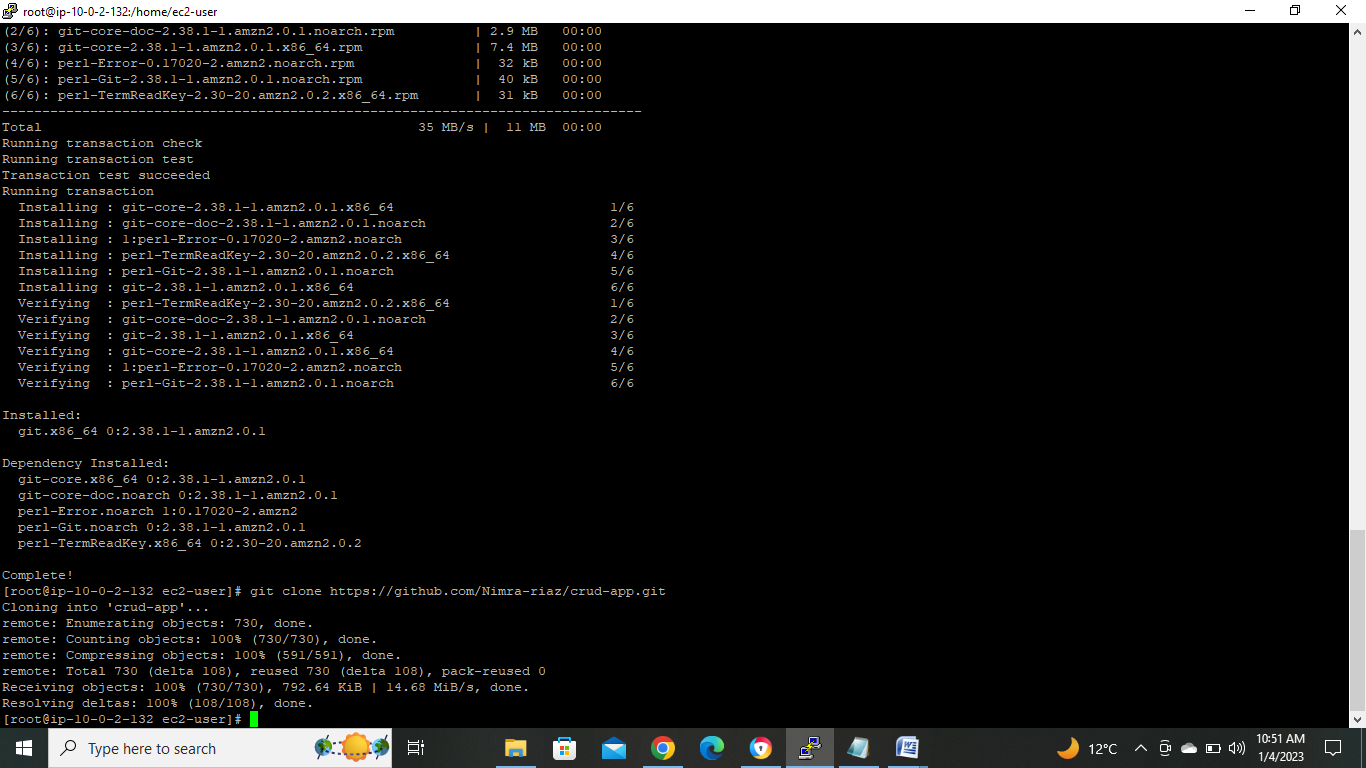 root@ip-10-0-2-132:/home/ec2-user
(2/6): git-core-doc-2.38.1-1.amzn2.0.1.noarch.rpm | 2.9 MB 00:00
(3/6): git-core-2.38.1-1.amzn2.0.1.x86_64.rpm | 7.4 MB 00:00
(4/6): perl-Error-0.17020-2.amzn2.noarch.rpm | 32 kB 00:00
(5/6): perl-Git-2.38.1-1.amzn2.0.1.noarch.rpm | 40 kB 00:00
(6/6): perl-TermReadKey-2.30-20.amzn2.0.2.x86_64.rpm | 31 kB 00:00
--------------------------------------------------------------------------------
Total 35 MB/s | 11 MB 00:00
Running transaction check
Running transaction test
Transaction test succeeded
Running transaction
Installing : git-core-2.38.1-1.amzn2.0.1.x86_64 1/6
Installing : git-core-doc-2.38.1-1.amzn2.0.1.noarch 2/6
Installing : 1:perl-Error-0.17020-2.amzn2.noarch 3/6
Installing : perl-TermReadKey-2.30-20.amzn2.0.2.x86_64 4/6
Installing : perl-Git-2.38.1-1.amzn2.0.1.noarch 5/6
Installing : git-2.38.1-1.amzn2.0.1.x86_64 6/6
Verifying : perl-TermReadKey-2.30-20.amzn2.0.2.x86_64 1/6
Verifying : git-core-doc-2.38.1-1.amzn2.0.1.noarch 2/6
Verifying : git-2.38.1-1.amzn2.0.1.x86_64 3/6
Verifying : git-core-2.38.1-1.amzn2.0.1.x86_64 4/6
Verifying : 1:perl-Error-0.17020-2.amzn2.noarch 5/6
Verifying : perl-Git-2.38.1-1.amzn2.0.1.noarch 6/6
Installed:
git.x86_64 0:2.38.1-1.amzn2.0.1
Dependency Installed:
git-core.x86_64 0:2.38.1-1.amzn2.0.1
git-core-doc.noarch 0:2.38.1-1.amzn2.0.1
perl-Error.noarch 1:0.17020-2.amzn2
perl-Git.noarch 0:2.38.1-1.amzn2.0.1
perl-TermReadKey.x86_64 0:2.30-20.amzn2.0.2
Complete!
[root@ip-10-0-2-132 ec2-user]# git clone https://github.com/Nimra-riaz/crud-app.git
Cloning into 'crud-app'...
remote: Enumerating objects: 730, done.
remote: Counting objects: 100% (730/730), done.
remote: Compressing objects: 100% (591/591), done.
remote: Total 730 (delta 108), reused 730 (delta 108), pack-reused 0
Receiving objects: 100% (730/730), 792.64 KiB | 14.68 MiB/s, done.
Resolving deltas: 100% (108/108), done.
[root@ip-10-0-2-132 ec2-user]#
Type here to search
12°C
10:51 AM
1/4/2023